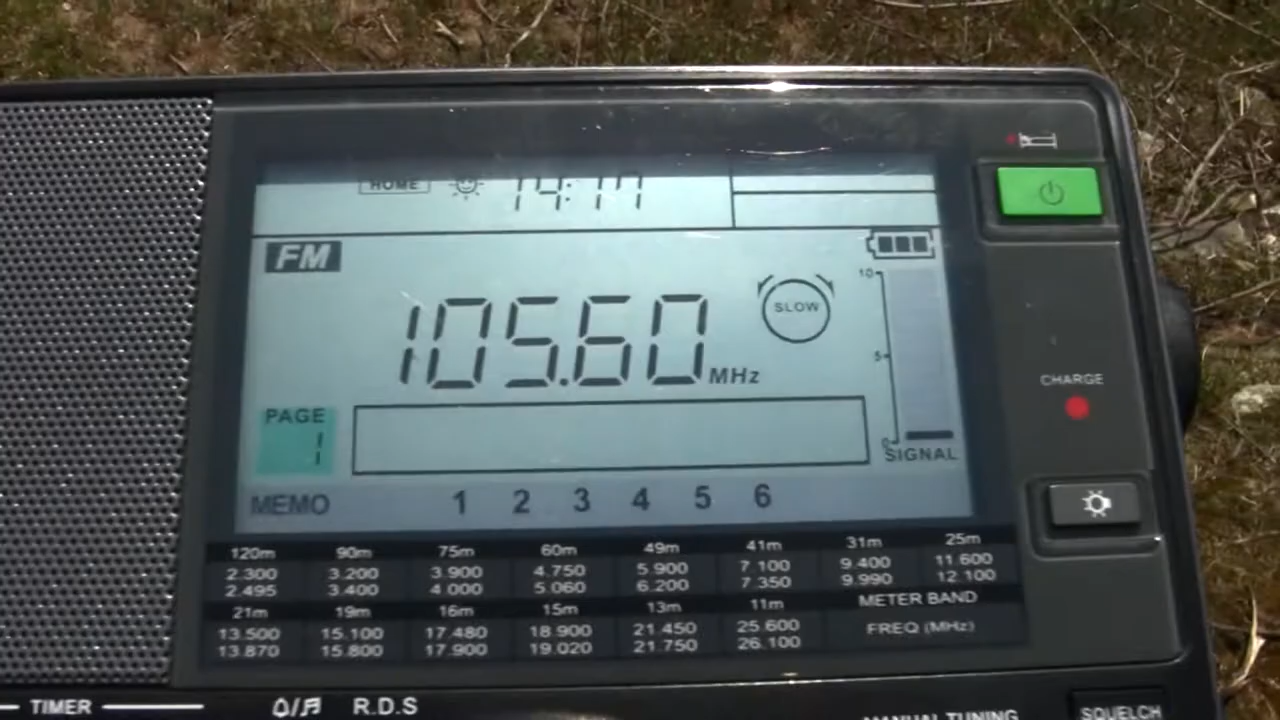 HOME 14:17
FM
105.60 MHz
SLOW
10
5
0
SIGNAL
CHARGE
PAGE
1
MEMO 1 2 3 4 5 6
120m 90m 75m 60m 49m 41m 31m 25m
2.300 3.200 3.900 4.750 5.900 7.100 9.400 11.600
2.495 3.400 4.000 5.060 6.200 7.350 9.990 12.100
21m 19m 16m 15m 13m 11m METER BAND
13.500 15.100 17.480 18.900 21.450 25.600 FREQ (MHz)
13.870 15.800 17.900 19.020 21.750 26.100
TIMER R.D.S MANUAL TUNING SQUELCH